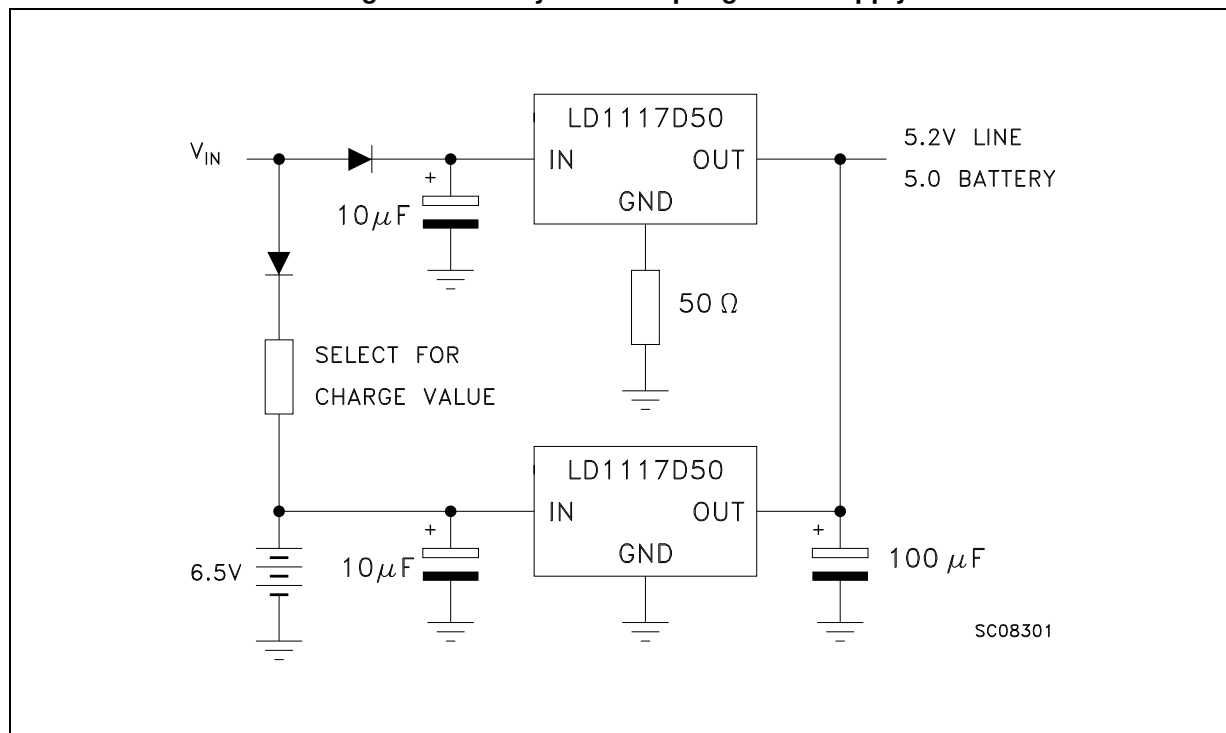 LD1117D50
V_IN
IN OUT
5.2V LINE
+
GND
5.0 BATTERY
10μF
50 Ω
SELECT FOR
CHARGE VALUE
LD1117D50
IN OUT
+
+
GND
6.5V
10μF
100 μF
SC08301